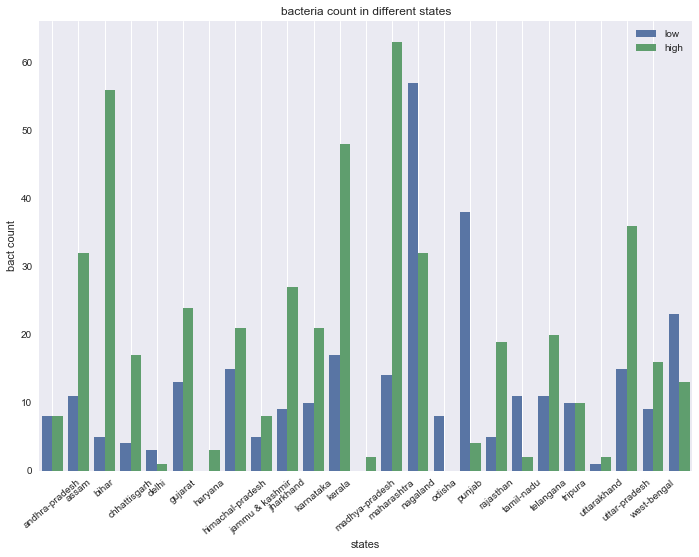 bacteria count in different states
low
high
bact count
60
50
40
30
20
10
0
andhra-pradesh
assam
bihar
chhattisgarh
delhi
gujarat
haryana
himachal-pradesh
jammu & kashmir
jharkhand
karnataka
kerala
madhya-pradesh
maharashtra
nagaland
odisha
punjab
rajasthan
tamil-nadu
telangana
tripura
uttarakhand
uttar-pradesh
west-bengal
states